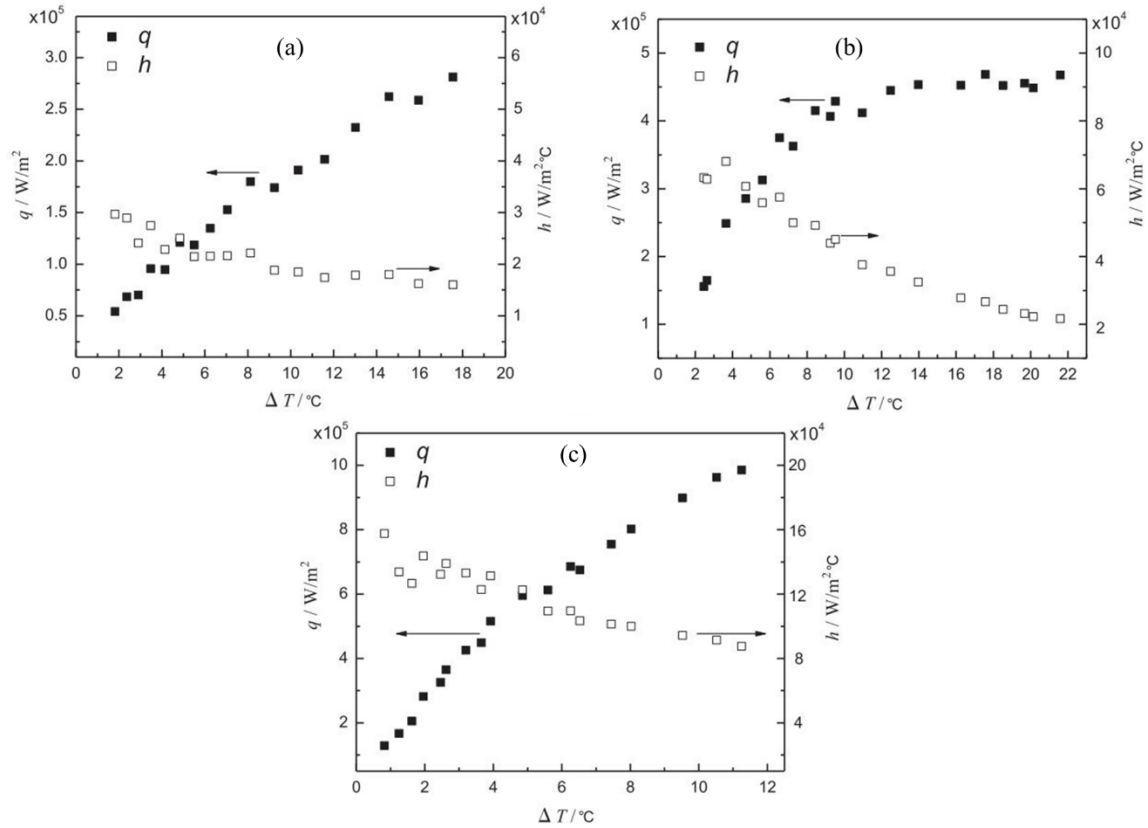 x10⁵
x10⁴
q
h
(a)
3.0
2.5
2.0
1.5
1.0
0.5
6
5
4
3
2
1
q / W/m²
h / W/m²℃
0 2 4 6 8 10 12 14 16 18 20
Δ T / ℃
x10⁵
x10⁴
q
h
(b)
5
4
3
2
1
10
8
6
4
2
q / W/m²
h / W/m²℃
0 2 4 6 8 10 12 14 16 18 20 22
Δ T / ℃
x10⁵
x10⁴
q
h
(c)
10
8
6
4
2
20
16
12
8
4
q / W/m²
h / W/m²℃
0 2 4 6 8 10 12
Δ T / ℃